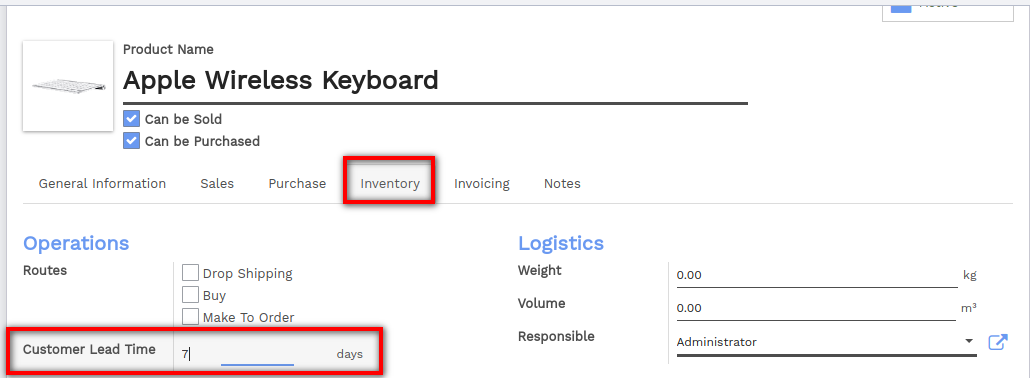 Product Name
Apple Wireless Keyboard
Can be Sold
Can be Purchased
General Information Sales Purchase Inventory Invoicing Notes
Operations
Routes
Drop Shipping
Buy
Make To Order
Customer Lead Time 7 days
Logistics
Weight 0.00 kg
Volume 0.00 m³
Responsible Administrator